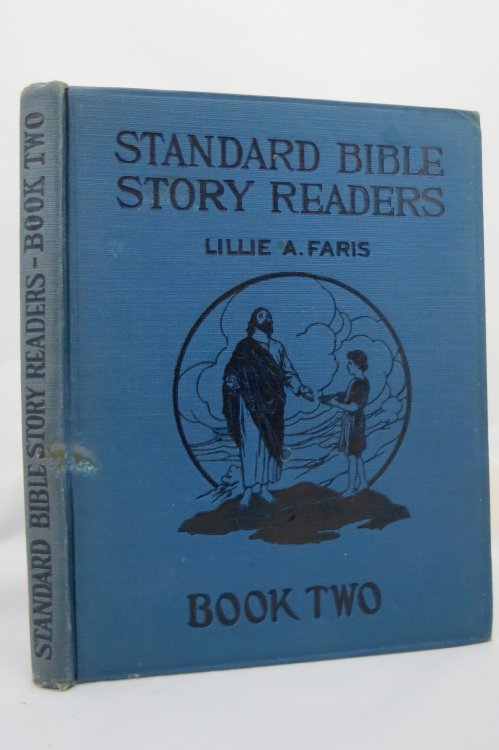 STANDARD BIBLE STORY READERS - BOOK TWO
STANDARD BIBLE
STORY READERS
LILLIE A. FARIS
BOOK TWO